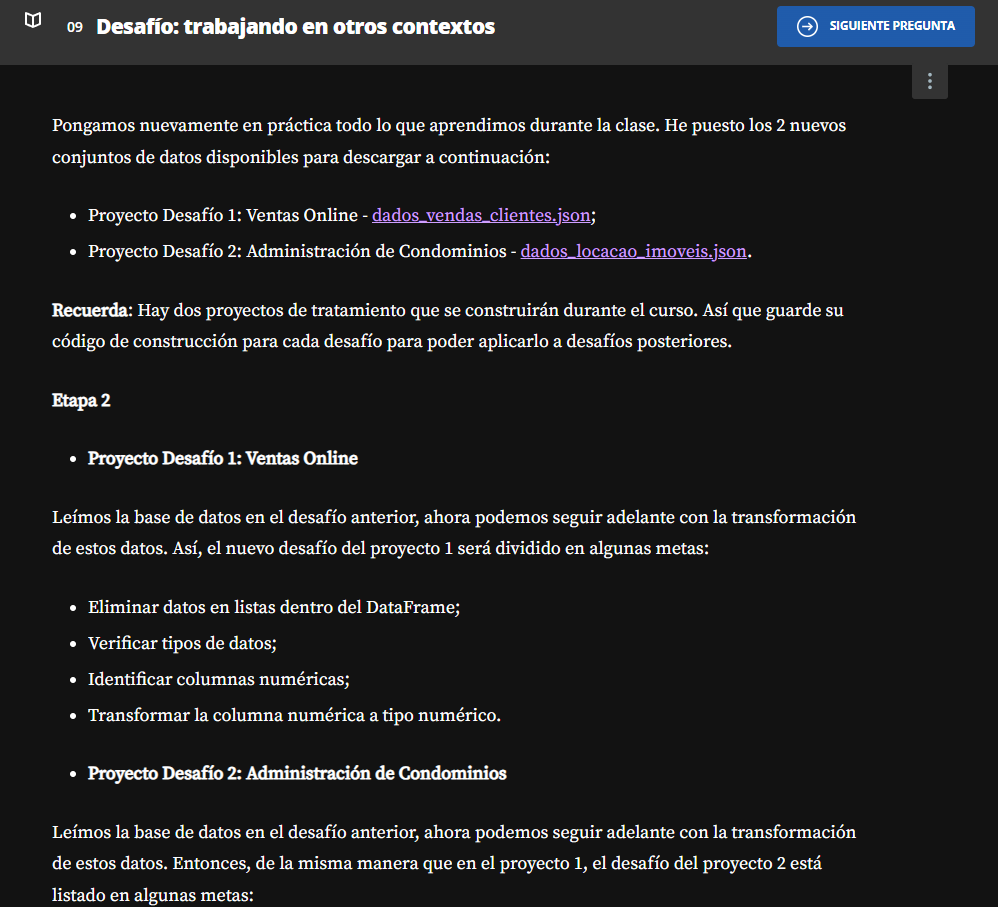 09 Desafío: trabajando en otros contextos
SIGUIENTE PREGUNTA
Pongamos nuevamente en práctica todo lo que aprendimos durante la clase. He puesto los 2 nuevos
conjuntos de datos disponibles para descargar a continuación:
• Proyecto Desafío 1: Ventas Online - dados_vendas_clientes.json;
• Proyecto Desafío 2: Administración de Condominios - dados_locacao_imoveis.json.
Recuerda: Hay dos proyectos de tratamiento que se construirán durante el curso. Así que guarde su
código de construcción para cada desafío para poder aplicarlo a desafíos posteriores.
Etapa 2
• Proyecto Desafío 1: Ventas Online
Leímos la base de datos en el desafío anterior, ahora podemos seguir adelante con la transformación
de estos datos. Así, el nuevo desafío del proyecto 1 será dividido en algunas metas:
• Eliminar datos en listas dentro del DataFrame;
• Verificar tipos de datos;
• Identificar columnas numéricas;
• Transformar la columna numérica a tipo numérico.
• Proyecto Desafío 2: Administración de Condominios
Leímos la base de datos en el desafío anterior, ahora podemos seguir adelante con la transformación
de estos datos. Entonces, de la misma manera que en el proyecto 1, el desafío del proyecto 2 está
listado en algunas metas: